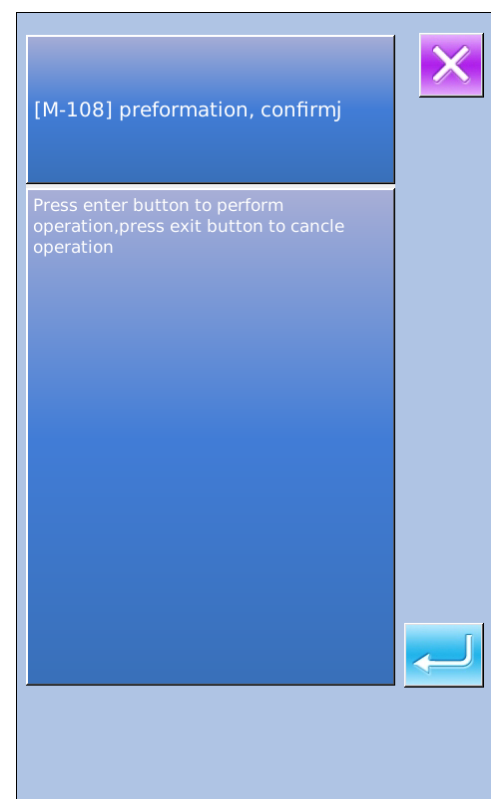 [M-108] preformation, confirmj
Press enter button to perform
operation,press exit button to cancle
operation